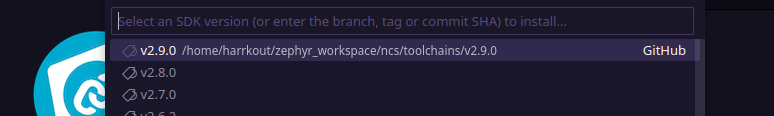 Select an SDK version (or enter the branch, tag or commit SHA) to install...
v2.9.0 /home/harrkout/zephyr_workspace/ncs/toolchains/v2.9.0 GitHub
v2.8.0
v2.7.0